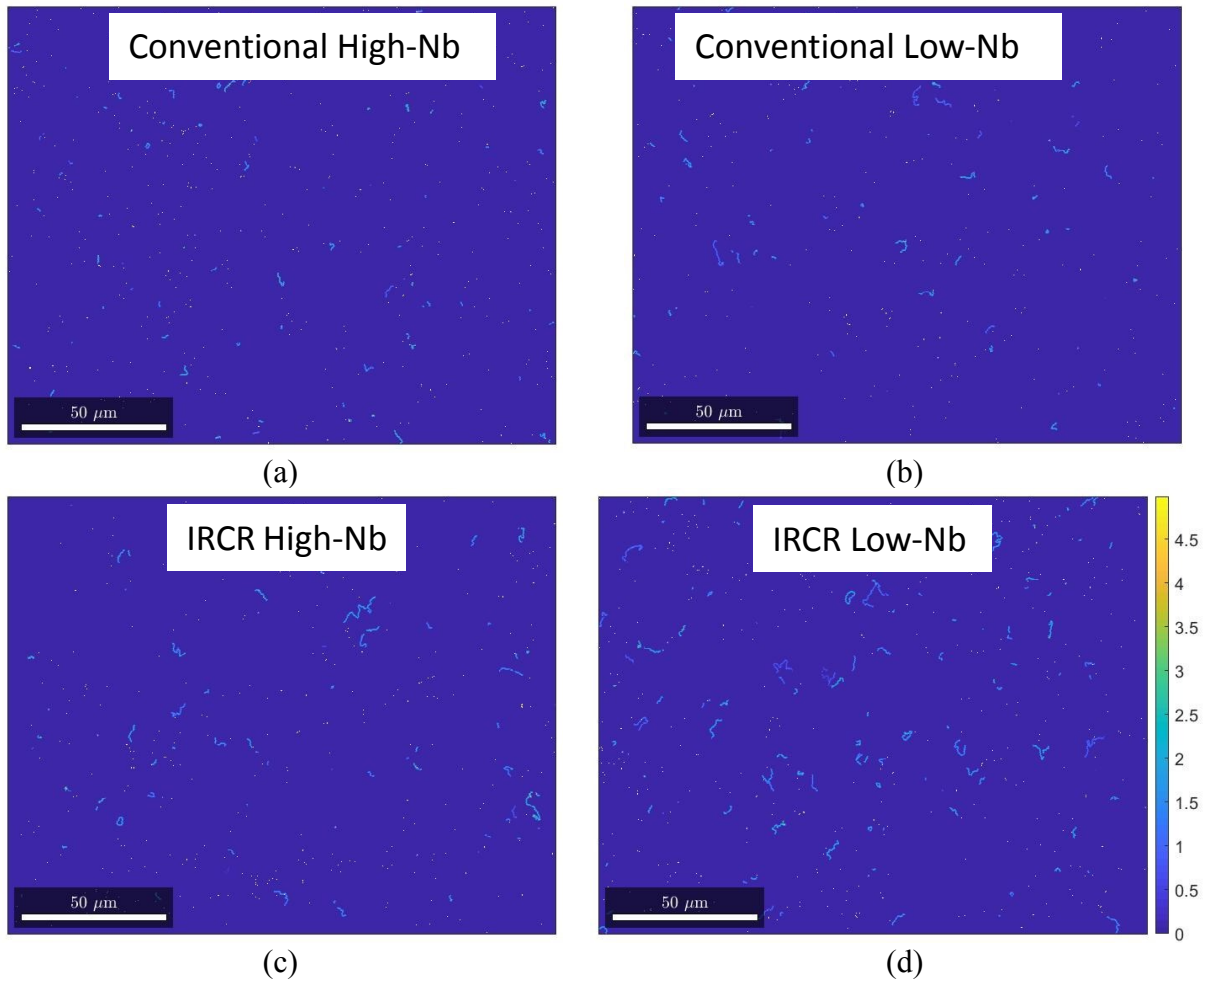 Conventional High-Nb
Conventional Low-Nb
50 μm
50 μm
(a)
(b)
IRCR High-Nb
IRCR Low-Nb
4.5
4
3.5
3
2.5
2
1.5
1
0.5
0
50 μm
50 μm
(c)
(d)